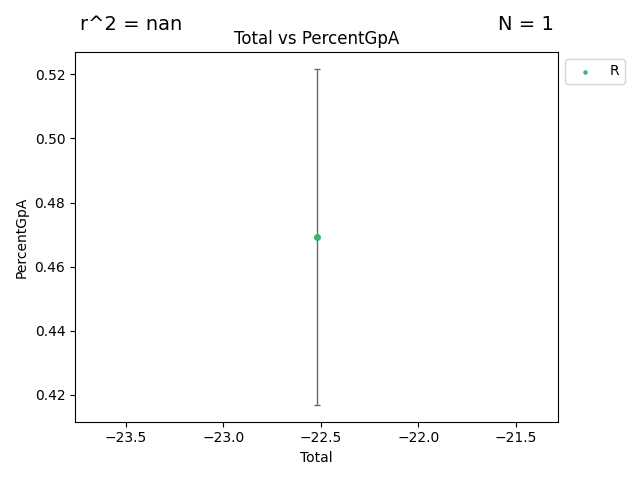 r^2 = nan
N = 1
Total vs PercentGpA
R
PercentGpA
0.52
0.50
0.48
0.46
0.44
0.42
−23.5
−23.0
−22.5
−22.0
−21.5
Total